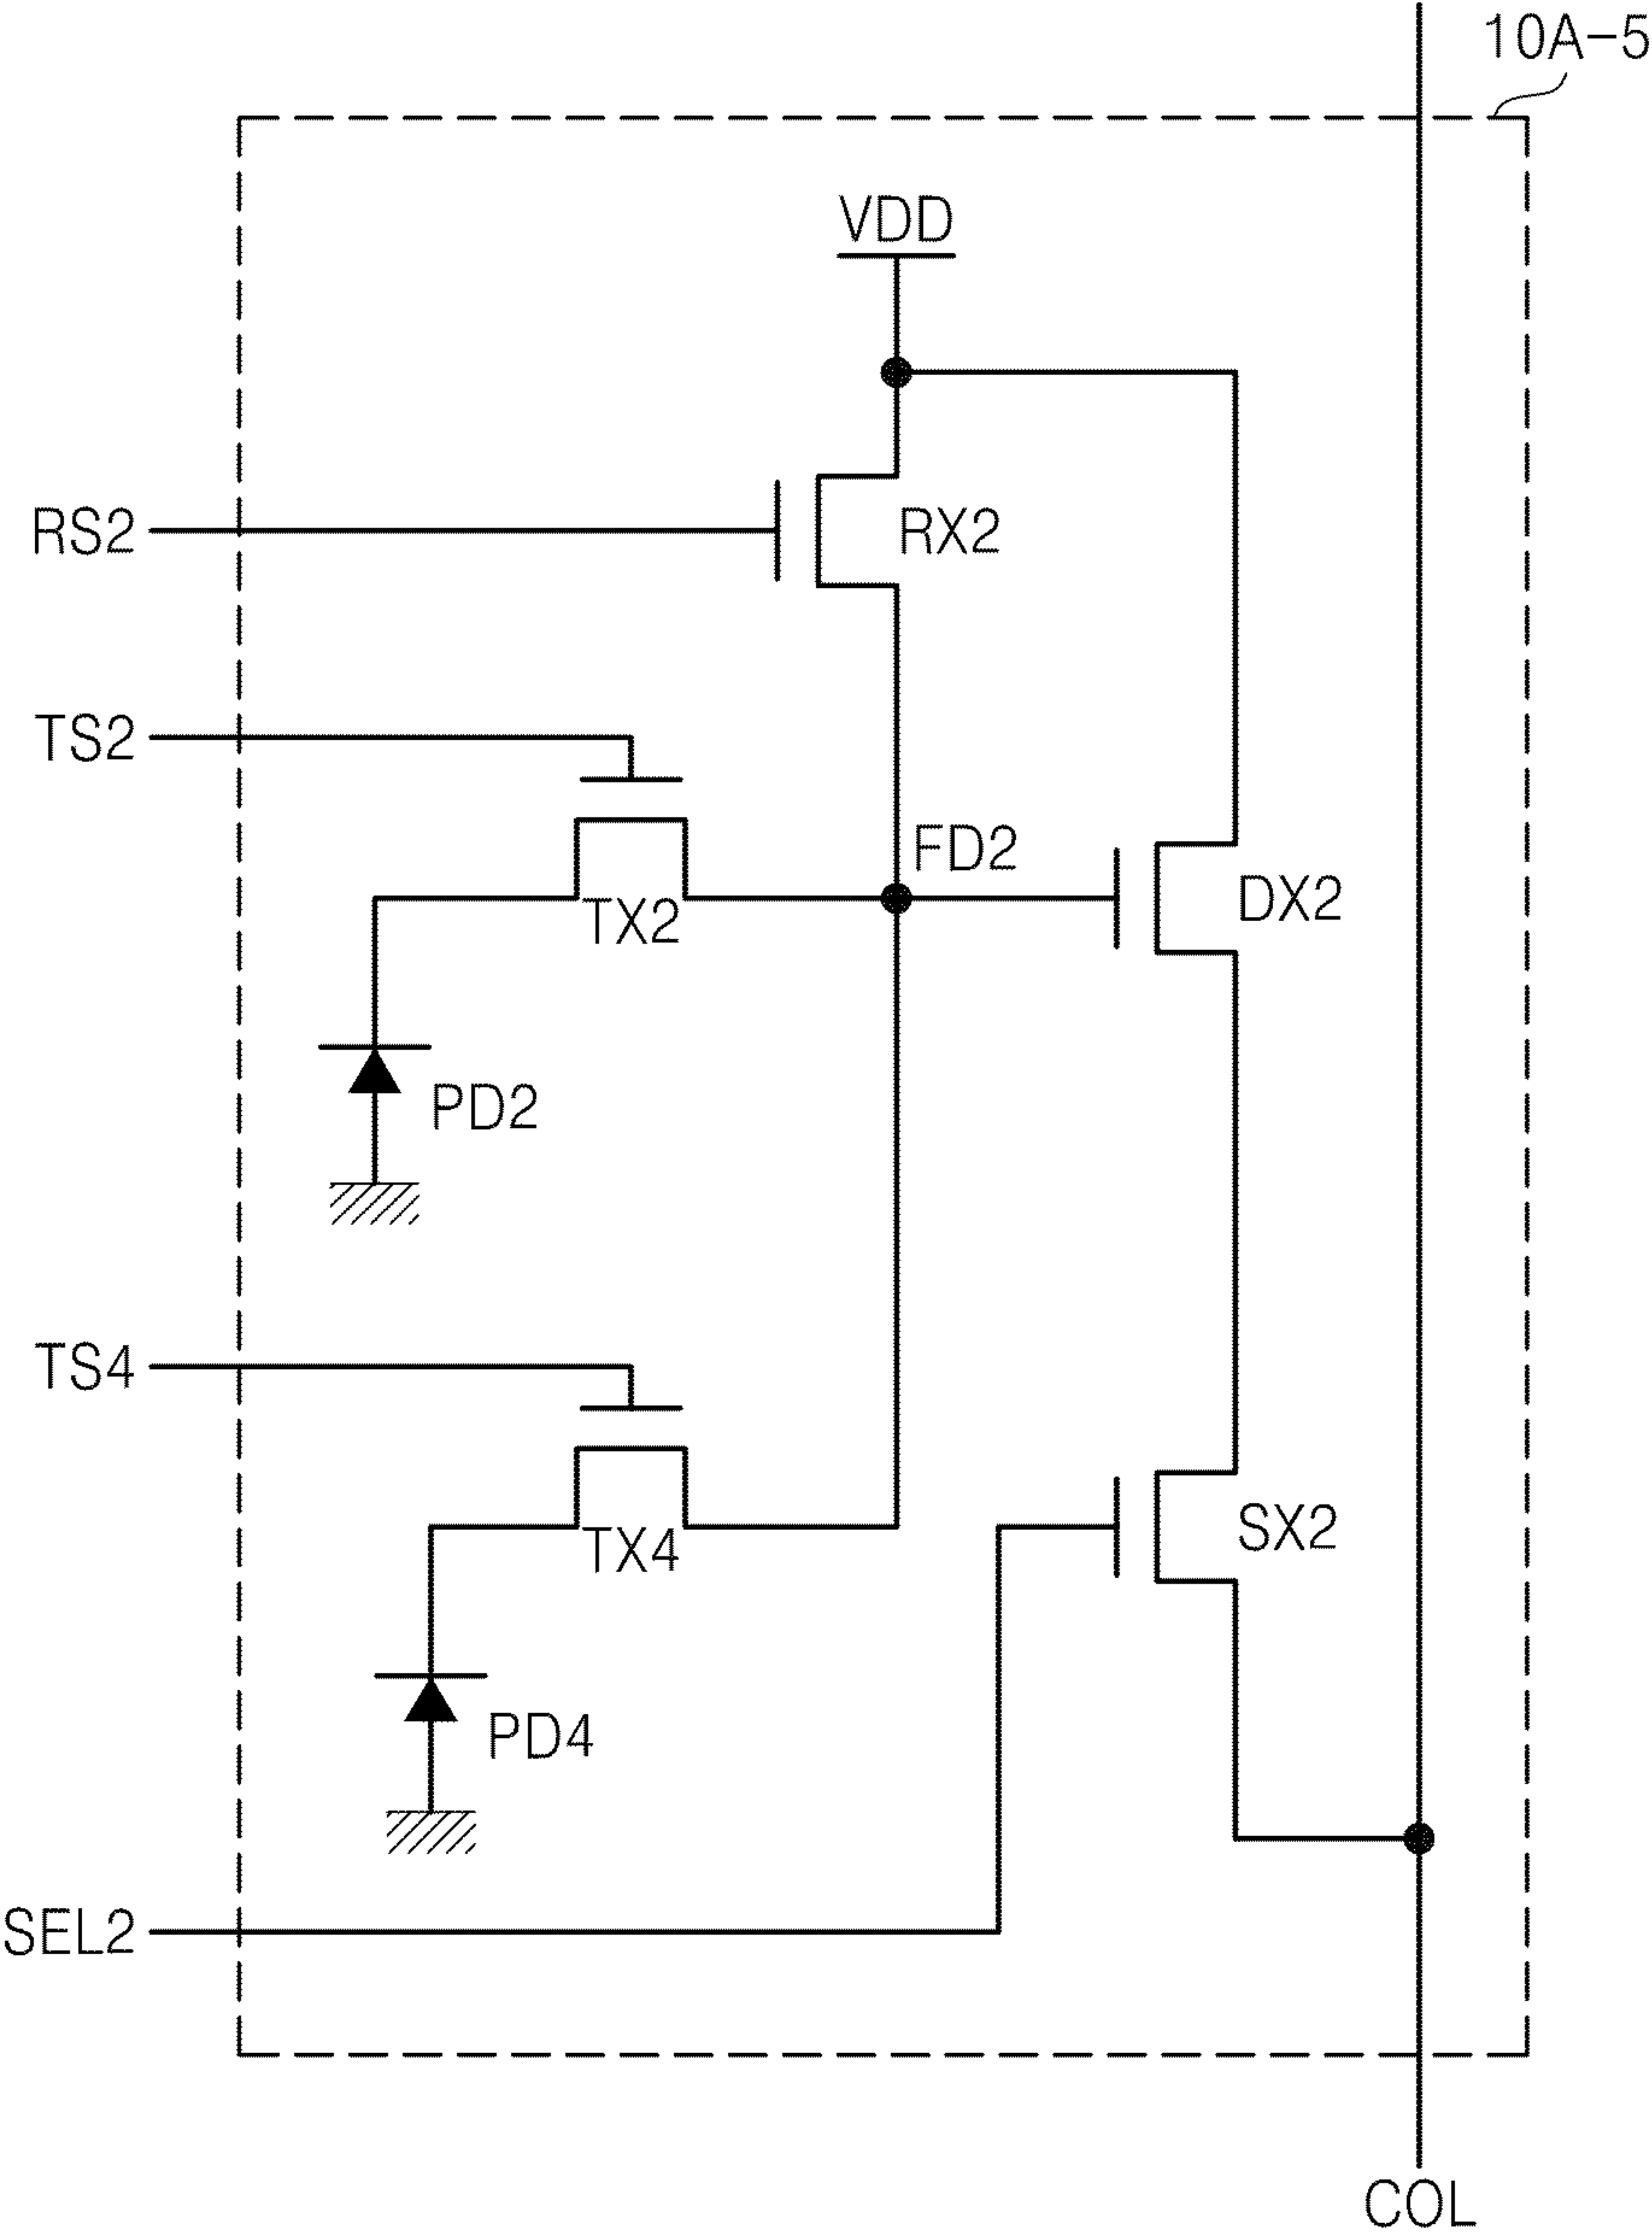 10A-5
VDD
RS2
RX2
TS2
FD2
DX2
TX2
PD2
TS4
SX2
TX4
PD4
SEL2
COL